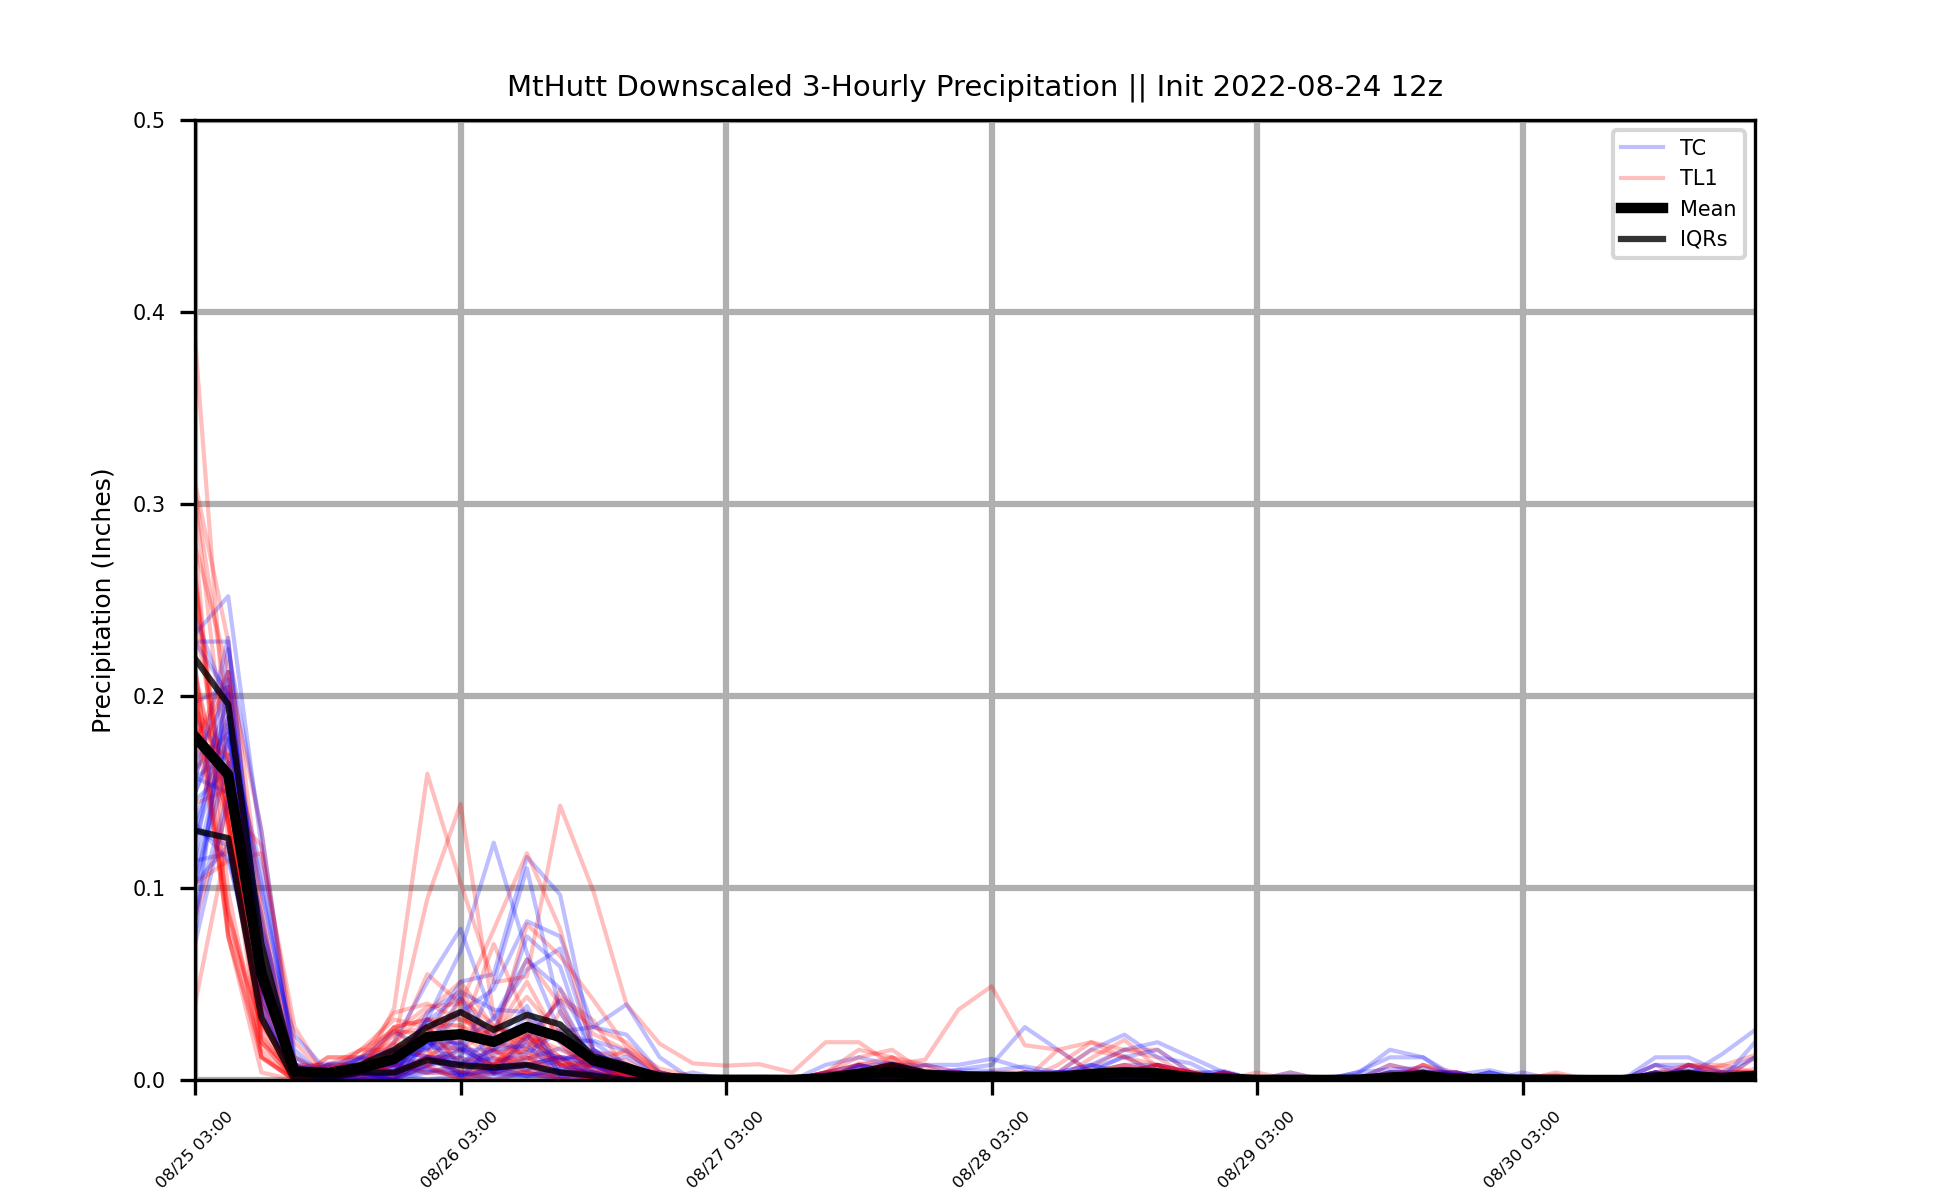 MtHutt Downscaled 3-Hourly Precipitation || Init 2022-08-24 12z
Precipitation (Inches)
0.5
0.4
0.3
0.2
0.1
0.0
TC
TL1
Mean
IQRs
08/25 03:00
08/26 03:00
08/27 03:00
08/28 03:00
08/29 03:00
08/30 03:00